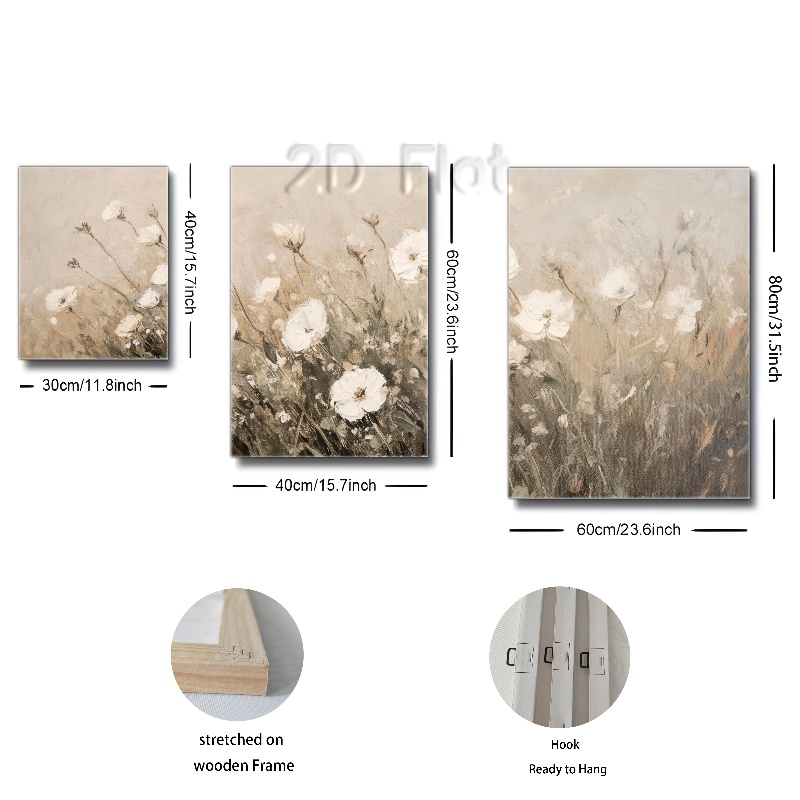 2D Flat
40cm/15.7inch
30cm/11.8inch
60cm/23.6inch
40cm/15.7inch
80cm/31.5inch
60cm/23.6inch
stretched on
wooden Frame
Hook
Ready to Hang